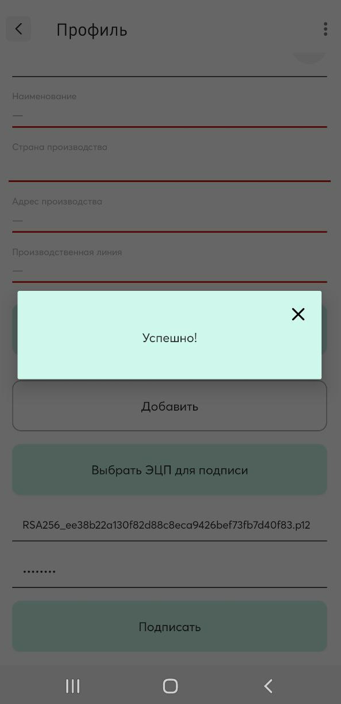 Профиль
Наименование
—
Страна производства
Адрес производства
—
Производственная линия
—
Успешно!
Добавить
Выбрать ЭЦП для подписи
RSA256_ee38b22a130f82d88c8eca9426bef73fb7d40f83.p12
••••••••
Подписать